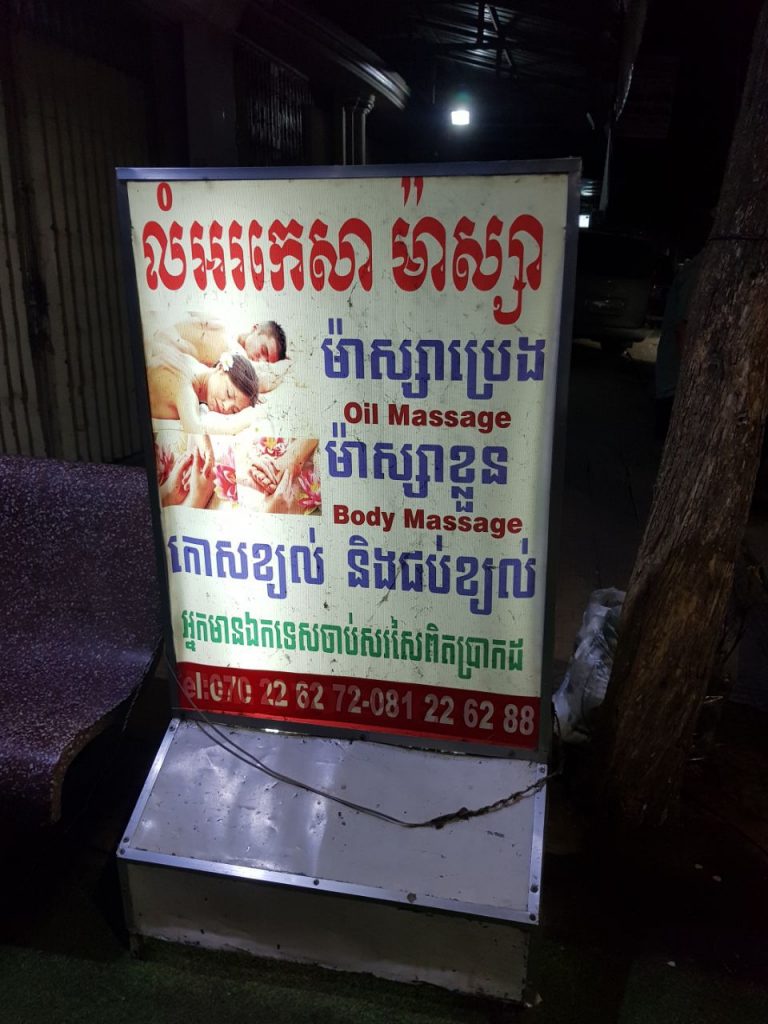 លំអរកេសា ម៉ាស្សា
ម៉ាស្សាប្រេង
Oil Massage
ម៉ាស្សាខ្លួន
Body Massage
កោសខ្យល់ និងជប់ខ្យល់
អ្នកមានឯកទេសចាប់សរសៃពិតប្រាកដ
el:070 22 62 72-081 22 62 88